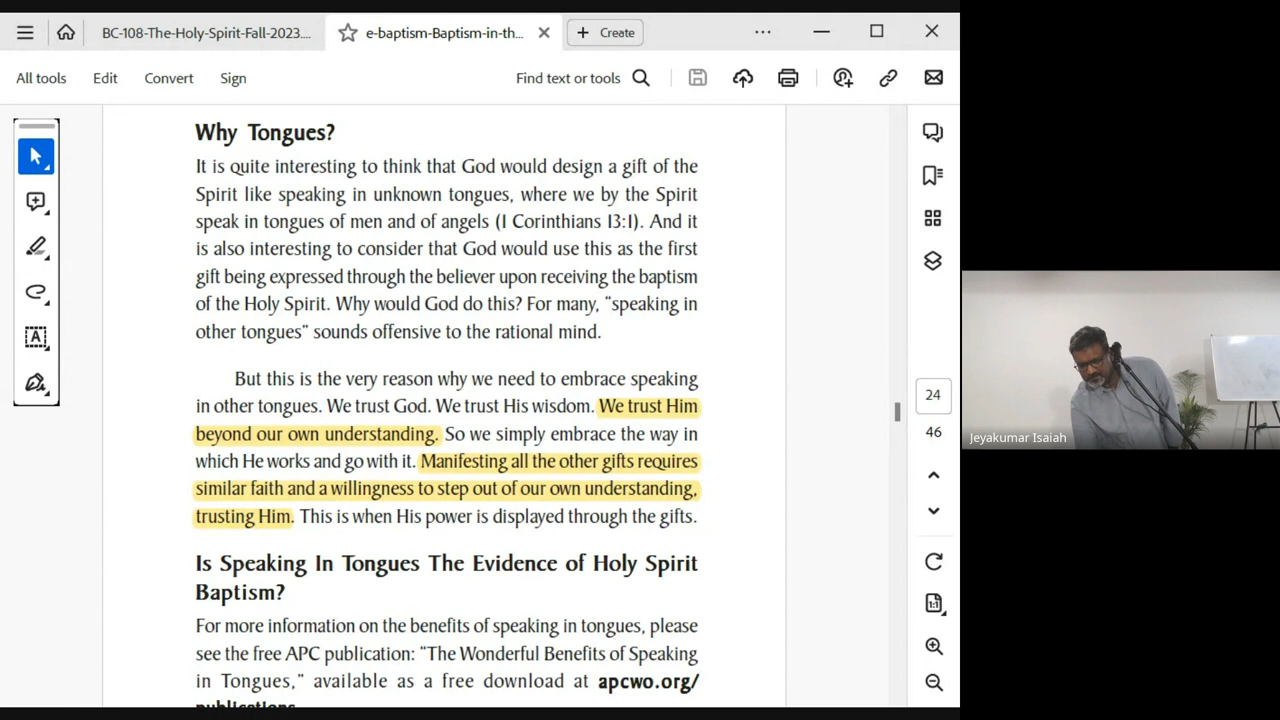 BC-108-The-Holy-Spirit-Fall-2023....
e-baptism-Baptism-in-th...
Create
All tools
Edit
Convert
Sign
Find text or tools
Why Tongues?
It is quite interesting to think that God would design a gift of the
Spirit like speaking in unknown tongues, where we by the Spirit
speak in tongues of men and of angels (1 Corinthians 13:1). And it
is also interesting to consider that God would use this as the first
gift being expressed through the believer upon receiving the baptism
of the Holy Spirit. Why would God do this? For many, “speaking in
other tongues” sounds offensive to the rational mind.
But this is the very reason why we need to embrace speaking
in other tongues. We trust God. We trust His wisdom. We trust Him
beyond our own understanding. So we simply embrace the way in
which He works and go with it. Manifesting all the other gifts requires
similar faith and a willingness to step out of our own understanding,
trusting Him. This is when His power is displayed through the gifts.
Is Speaking In Tongues The Evidence of Holy Spirit
Baptism?
For more information on the benefits of speaking in tongues, please
see the free APC publication: “The Wonderful Benefits of Speaking
in Tongues,” available as a free download at apcwo.org/
publications.
24
46
1:1
Jeyakumar Isaiah